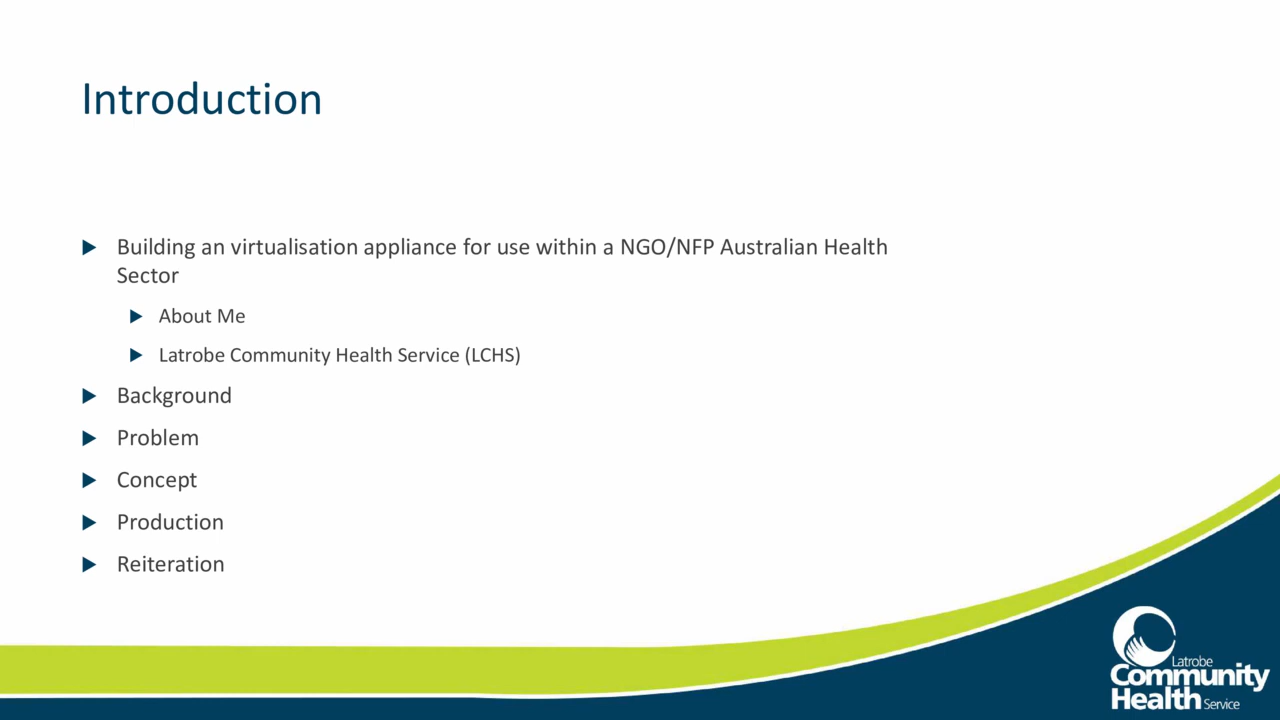 Introduction
Building an virtualisation appliance for use within a NGO/NFP Australian Health
Sector
About Me
Latrobe Community Health Service (LCHS)
Background
Problem
Concept
Production
Reiteration
Latrobe
Community
Health Service